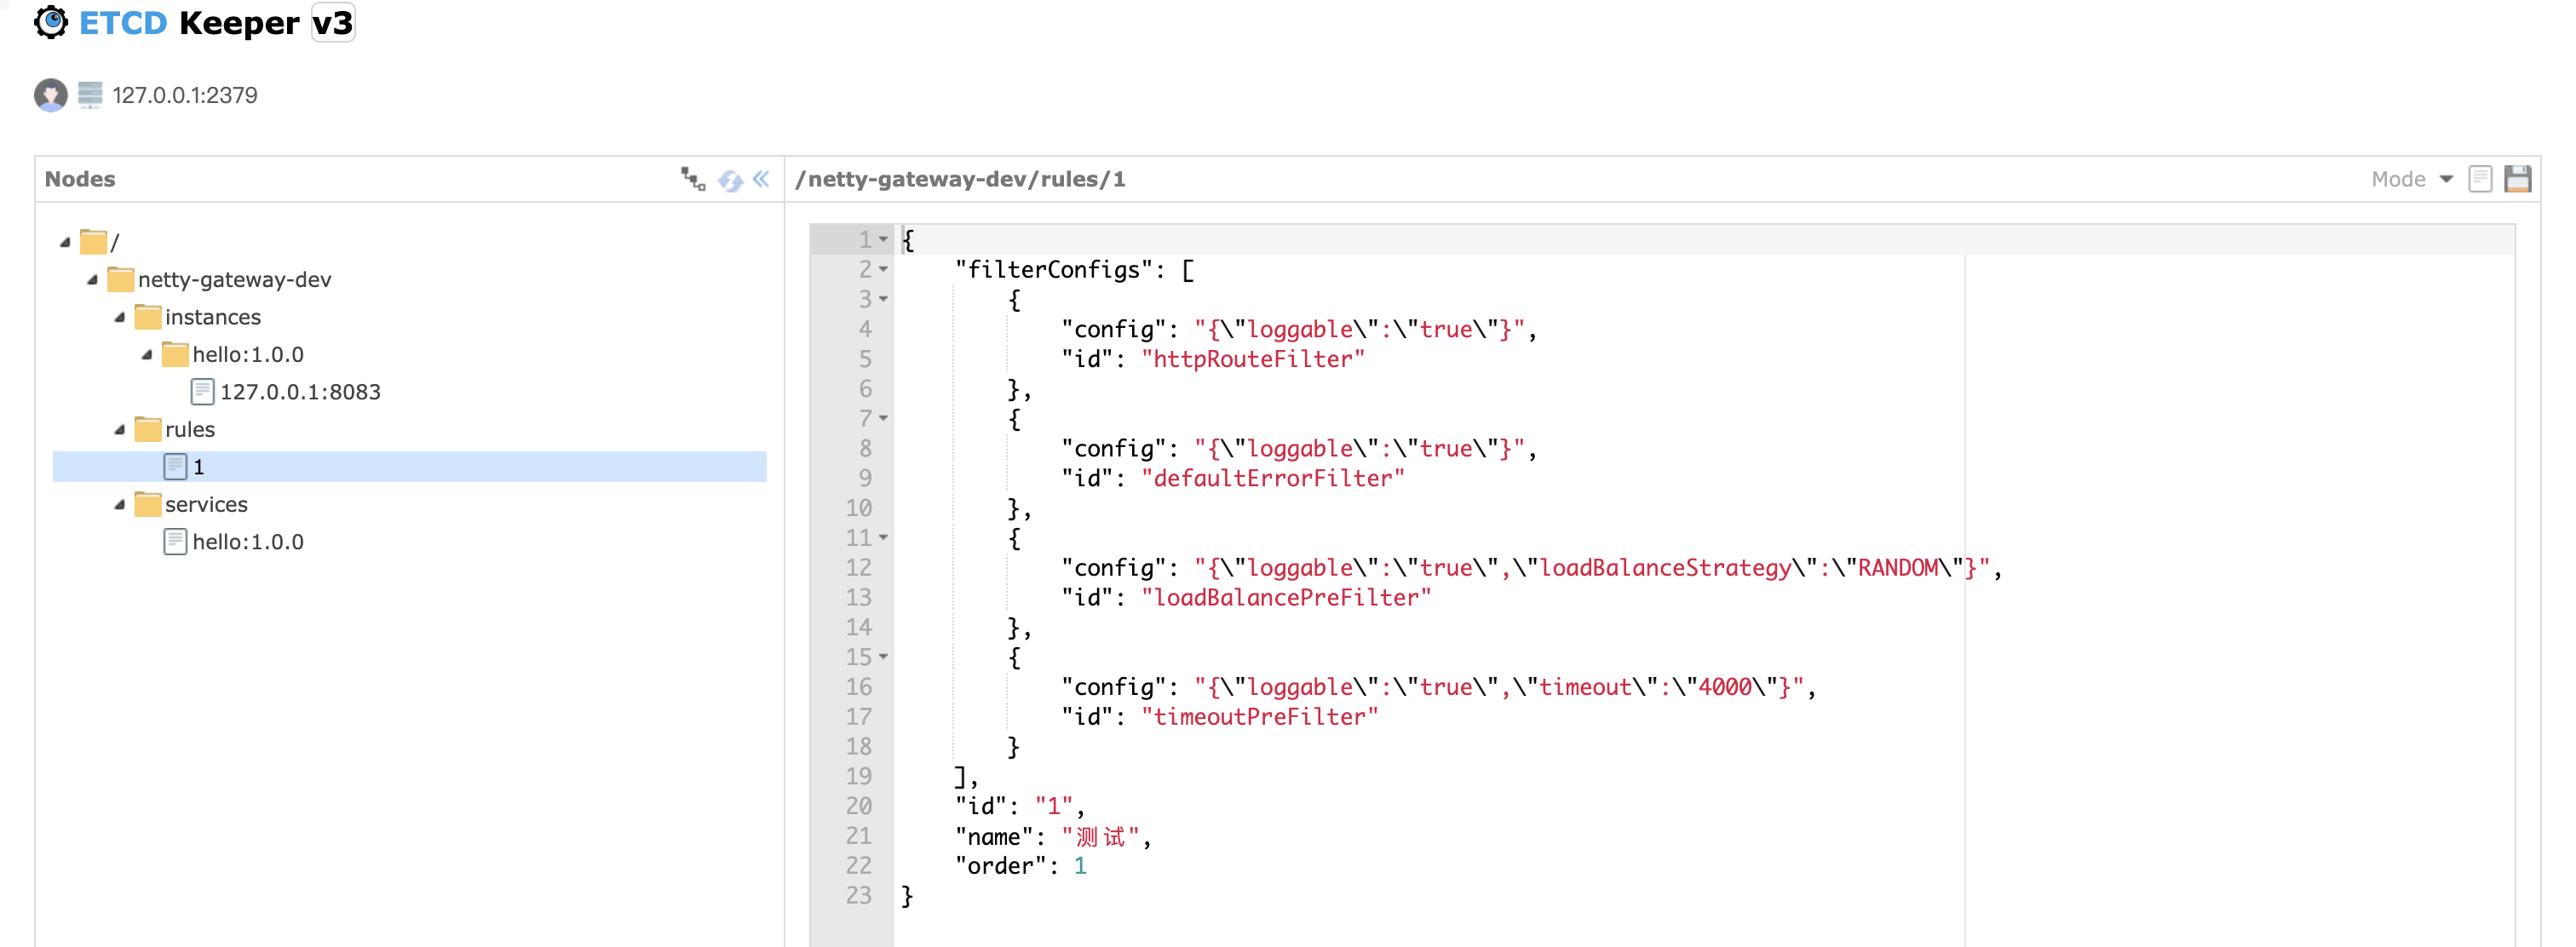 ETCD Keeper v3
127.0.0.1:2379
Nodes
/
netty-gateway-dev
instances
hello:1.0.0
127.0.0.1:8083
rules
1
services
hello:1.0.0
/netty-gateway-dev/rules/1
Mode
1 {
2     "filterConfigs": [
3         {
4             "config": "{\"loggable\":\"true\"}",
5             "id": "httpRouteFilter"
6         },
7         {
8             "config": "{\"loggable\":\"true\"}",
9             "id": "defaultErrorFilter"
10         },
11         {
12             "config": "{\"loggable\":\"true\",\"loadBalanceStrategy\":\"RANDOM\"}",
13             "id": "loadBalancePreFilter"
14         },
15         {
16             "config": "{\"loggable\":\"true\",\"timeout\":\"4000\"}",
17             "id": "timeoutPreFilter"
18         }
19     ],
20     "id": "1",
21     "name": "测试",
22     "order": 1
23 }